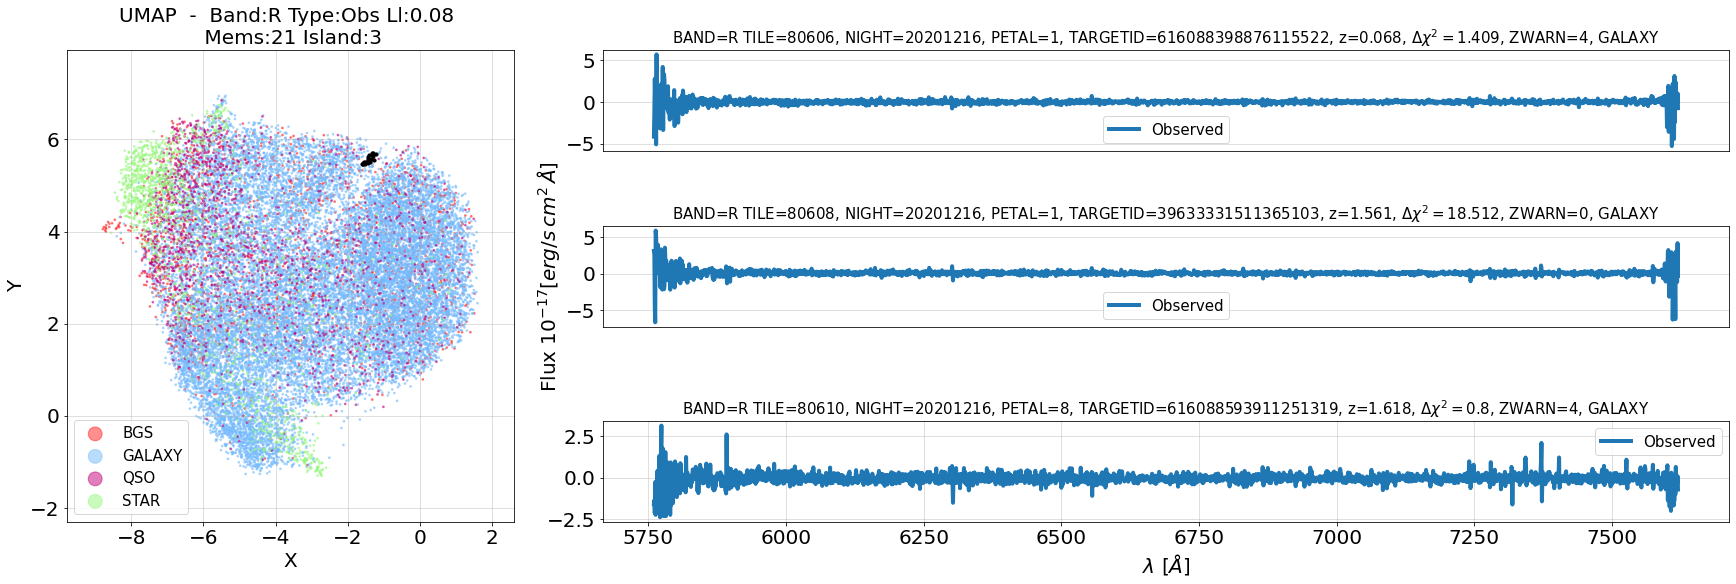 UMAP - Band:R Type:Obs Ll:0.08
Mems:21 Island:3
Y
6
4
2
0
−2
−8
−6
−4
−2
0
2
X
BGS
GALAXY
QSO
STAR
Flux 10⁻¹⁷[erg/s cm² Å]
BAND=R TILE=80606, NIGHT=20201216, PETAL=1, TARGETID=616088398876115522, z=0.068, Δχ² = 1.409, ZWARN=4, GALAXY
5
0
−5
Observed
BAND=R TILE=80608, NIGHT=20201216, PETAL=1, TARGETID=39633331511365103, z=1.561, Δχ² = 18.512, ZWARN=0, GALAXY
5
0
−5
Observed
BAND=R TILE=80610, NIGHT=20201216, PETAL=8, TARGETID=616088593911251319, z=1.618, Δχ² = 0.8, ZWARN=4, GALAXY
2.5
0.0
−2.5
Observed
5750
6000
6250
6500
6750
7000
7250
7500
λ [Å]